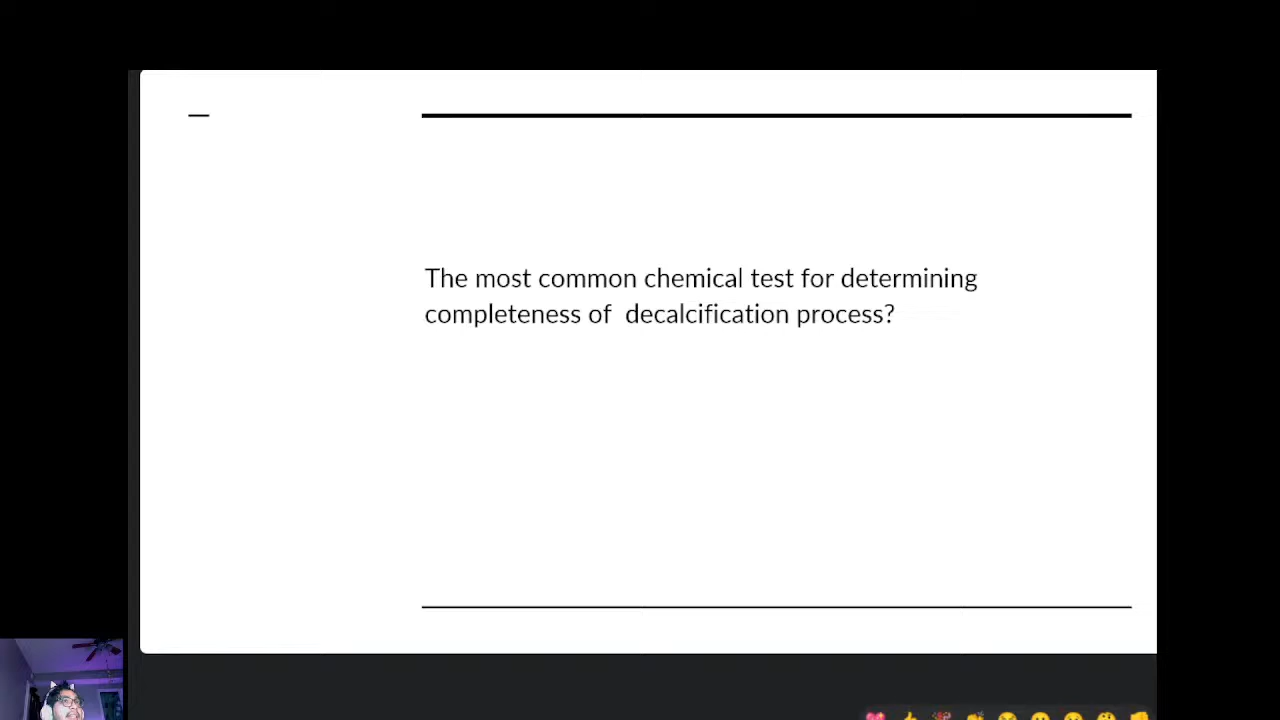 The most common chemical test for determining
completeness of  decalcification process?